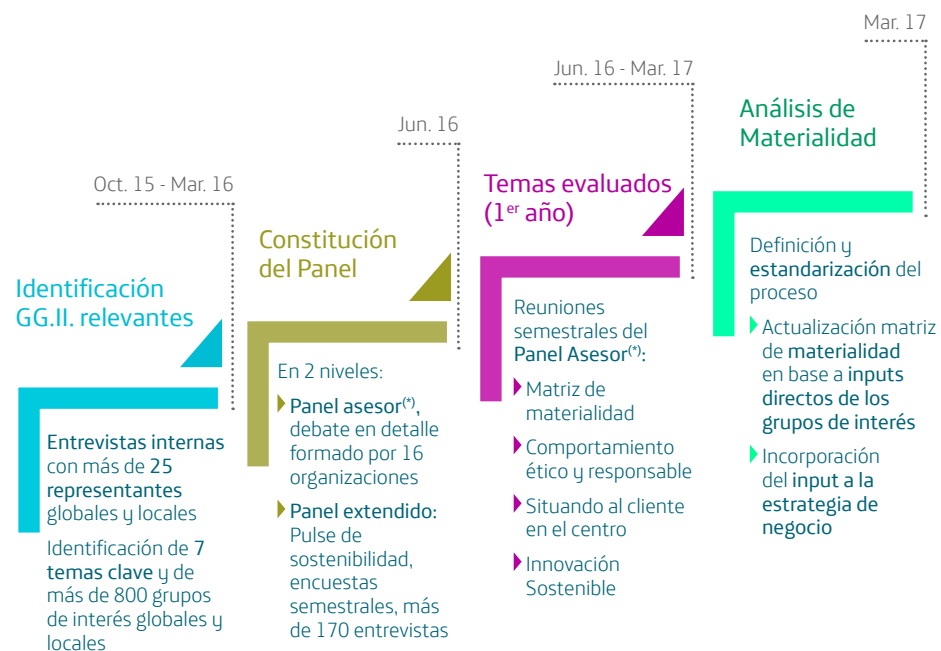 Oct. 15 - Mar. 16
Identificación
GG.II. relevantes
Entrevistas internas
con más de 25
representantes
globales y locales
Identificación de 7
temas clave y de
más de 800 grupos
de interés globales y
locales
Jun. 16
Constitución
del Panel
En 2 niveles:
Panel asesor(*),
debate en detalle
formado por 16
organizaciones
Panel extendido:
Pulse de
sostenibilidad,
encuestas
semestrales, más
de 170 entrevistas
Jun. 16 - Mar. 17
Temas evaluados
(1er año)
Reuniones
semestrales del
Panel Asesor(*):
Matriz de
materialidad
Comportamiento
ético y responsable
Situando al cliente
en el centro
Innovación
Sostenible
Mar. 17
Análisis de
Materialidad
Definición y
estandarización del
proceso
Actualización matriz
de materialidad
en base a inputs
directos de los
grupos de interés
Incorporación
del input a la
estrategia de
negocio